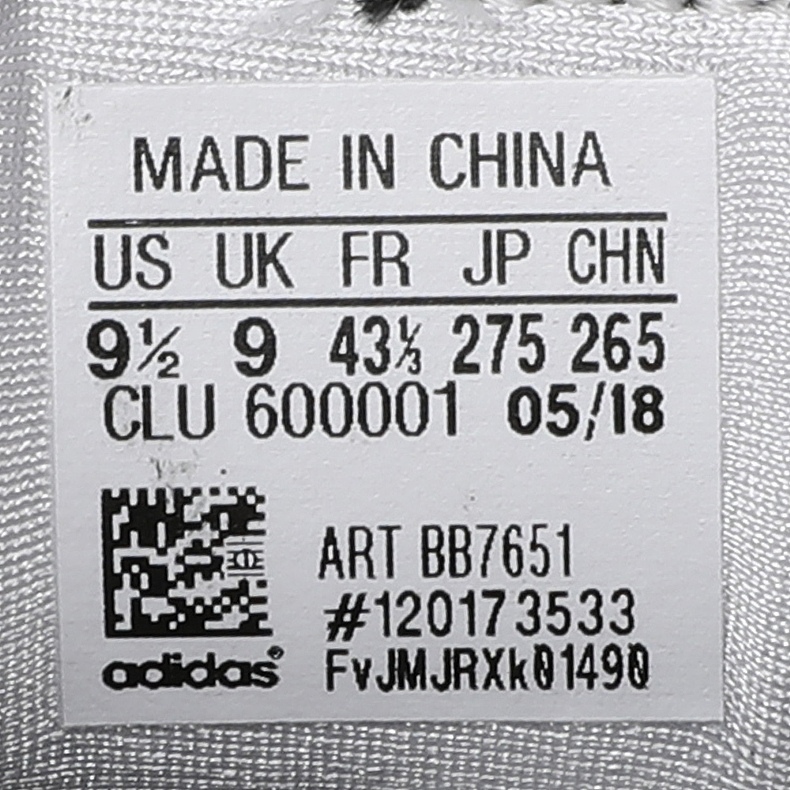 MADE IN CHINA
US UK FR JP CHN
9½ 9 43⅓ 275 265
CLU 600001 05/18
ART BB7651
#120173533
adidas® FvJMJRXk01490